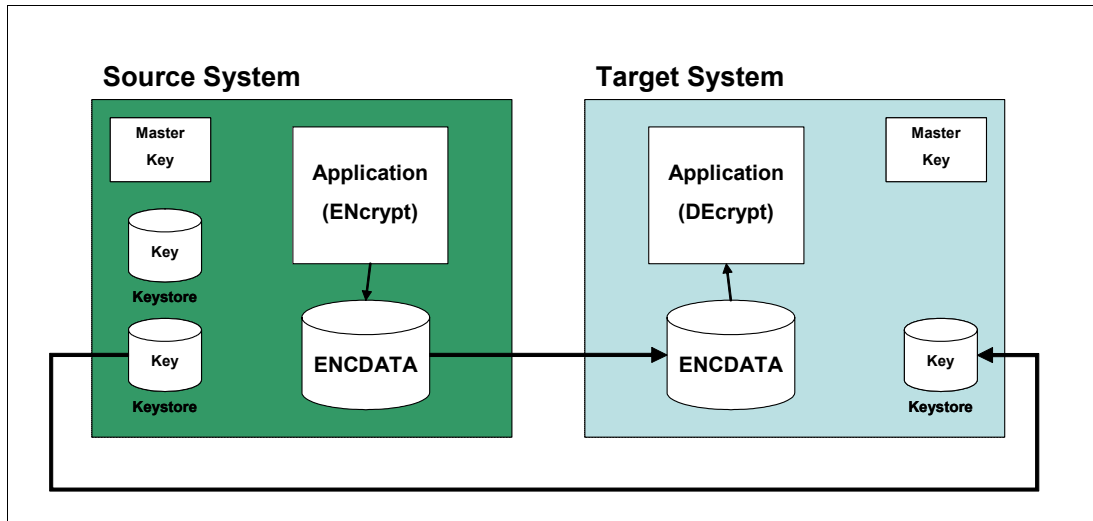 Source System
Master
Key
Application
(ENcrypt)
Key
Keystore
Key
Keystore
ENCDATA
Target System
Application
(DEcrypt)
Master
Key
ENCDATA
Key
Keystore